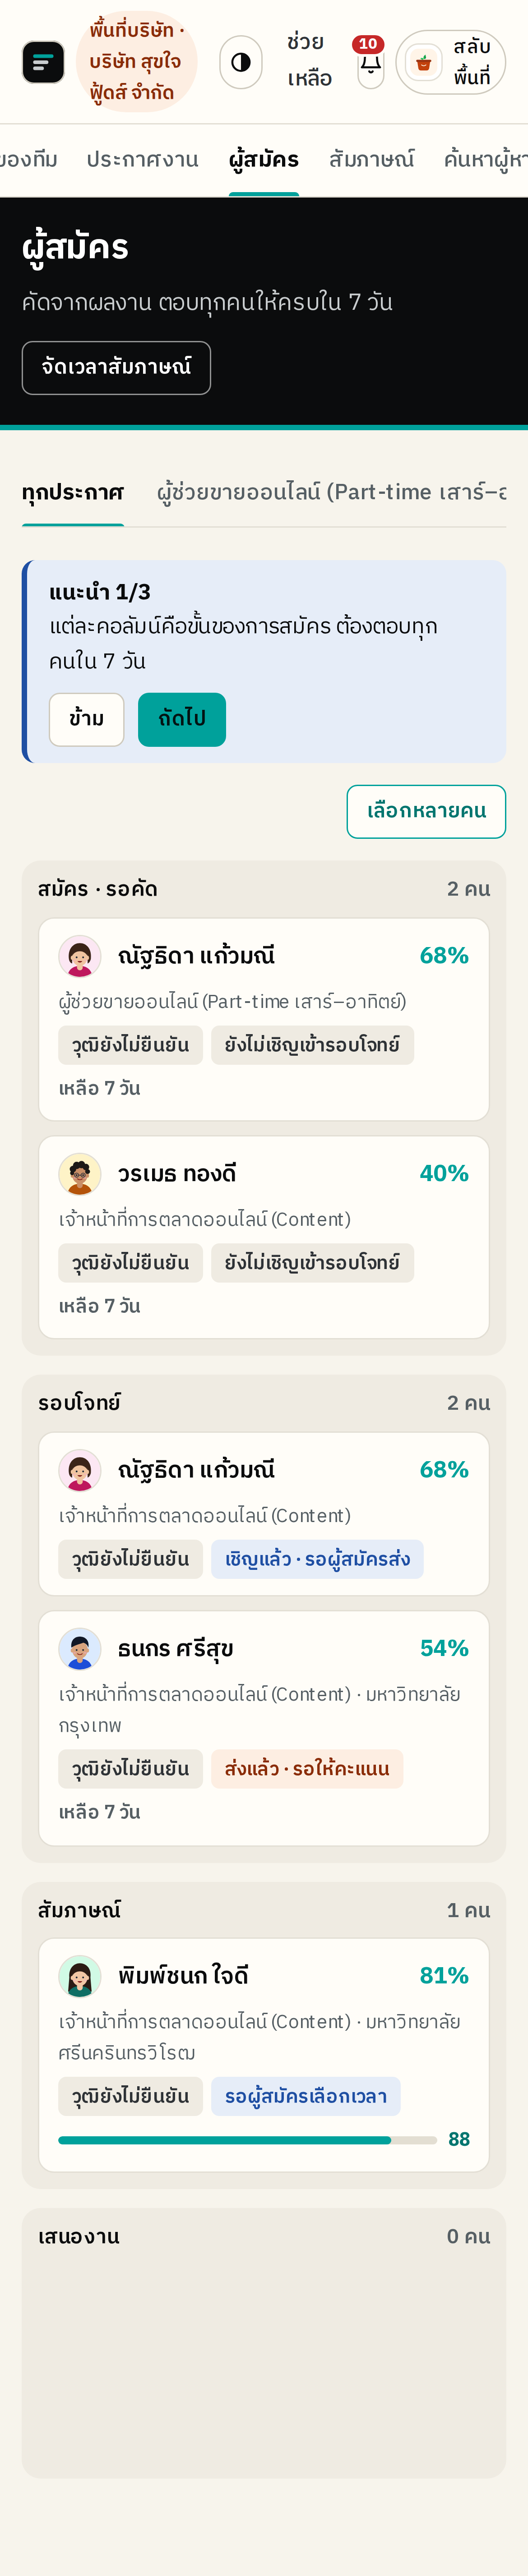 พื้นที่บริษัท ·
บริษัท สุขใจ
ฟู้ดส์ จำกัด
ช่วย
เหลือ
10
สลับ
พื้นที่
ของทีม
ประกาศงาน
ผู้สมัคร
สัมภาษณ์
ค้นหาผู้หา
ผู้สมัคร
คัดจากผลงาน ตอบทุกคนให้ครบใน 7 วัน
จัดเวลาสัมภาษณ์
ทุกประกาศ
ผู้ช่วยขายออนไลน์ (Part-time เสาร์–อ
แนะนำ 1/3
แต่ละคอลัมน์คือขั้นของการสมัคร ต้องตอบทุก
คนใน 7 วัน
ข้าม
ถัดไป
เลือกหลายคน
สมัคร · รอคัด
2 คน
ณัฐธิดา แก้วมณี
68%
ผู้ช่วยขายออนไลน์ (Part-time เสาร์–อาทิตย์)
วุฒิยังไม่ยืนยัน
ยังไม่เชิญเข้ารอบโจทย์
เหลือ 7 วัน
วรเมธ ทองดี
40%
เจ้าหน้าที่การตลาดออนไลน์ (Content)
วุฒิยังไม่ยืนยัน
ยังไม่เชิญเข้ารอบโจทย์
เหลือ 7 วัน
รอบโจทย์
2 คน
ณัฐธิดา แก้วมณี
68%
เจ้าหน้าที่การตลาดออนไลน์ (Content)
วุฒิยังไม่ยืนยัน
เชิญแล้ว · รอผู้สมัครส่ง
ธนกร ศรีสุข
54%
เจ้าหน้าที่การตลาดออนไลน์ (Content) · มหาวิทยาลัย
กรุงเทพ
วุฒิยังไม่ยืนยัน
ส่งแล้ว · รอให้คะแนน
เหลือ 7 วัน
สัมภาษณ์
1 คน
พิมพ์ชนก ใจดี
81%
เจ้าหน้าที่การตลาดออนไลน์ (Content) · มหาวิทยาลัย
ศรีนครินทรวิโรฒ
วุฒิยังไม่ยืนยัน
รอผู้สมัครเลือกเวลา
88
เสนองาน
0 คน